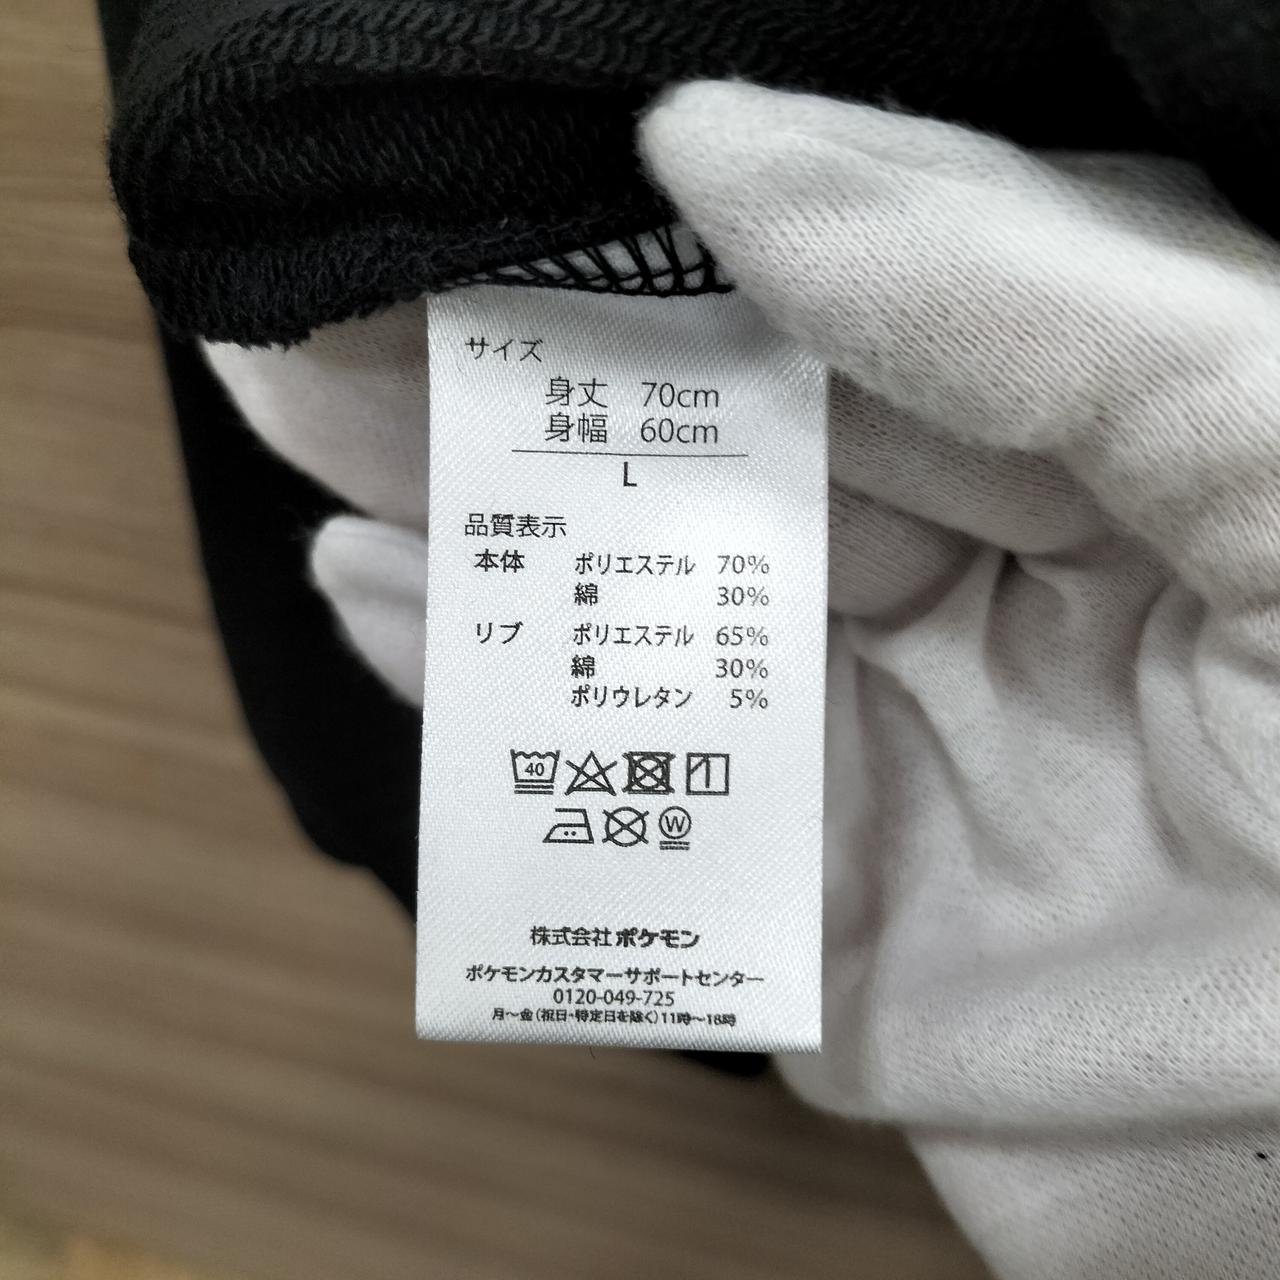 サイズ
身丈 70cm
身幅 60cm
L
品質表示
本体 ポリエステル 70%
綿 30%
リブ ポリエステル 65%
綿 30%
ポリウレタン 5%
40
W
株式会社ポケモン
ポケモンカスタマーサポートセンター
0120-049-725
月〜金(祝日・特定日を除く)11時〜18時